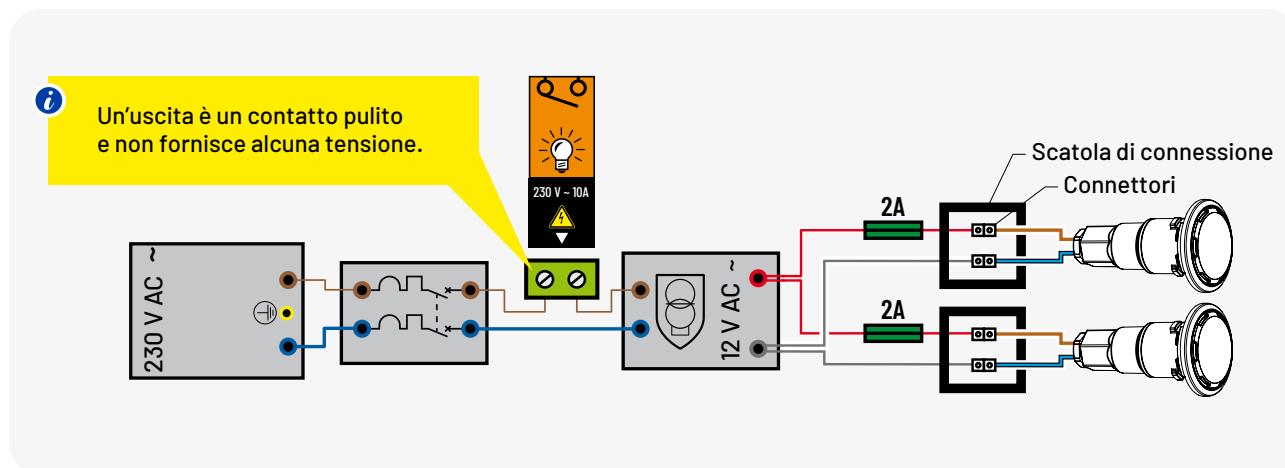 i
Un'uscita è un contatto pulito
e non fornisce alcuna tensione.
230 V ~ 10A
230 V AC ~
12 V AC ~
2A
2A
Scatola di connessione
Connettori